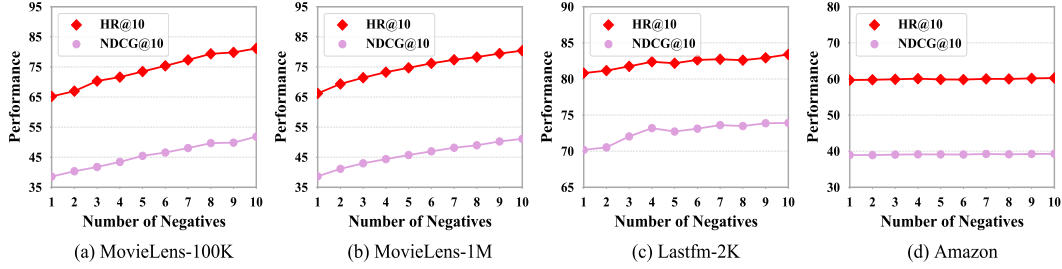 Performance
95
85
75
65
55
45
35
HR@10
NDCG@10
1 2 3 4 5 6 7 8 9 10
Number of Negatives
(a) MovieLens-100K
Performance
95
85
75
65
55
45
35
HR@10
NDCG@10
1 2 3 4 5 6 7 8 9 10
Number of Negatives
(b) MovieLens-1M
Performance
90
85
80
75
70
65
HR@10
NDCG@10
1 2 3 4 5 6 7 8 9 10
Number of Negatives
(c) Lastfm-2K
Performance
80
70
60
50
40
30
HR@10
NDCG@10
1 2 3 4 5 6 7 8 9 10
Number of Negatives
(d) Amazon